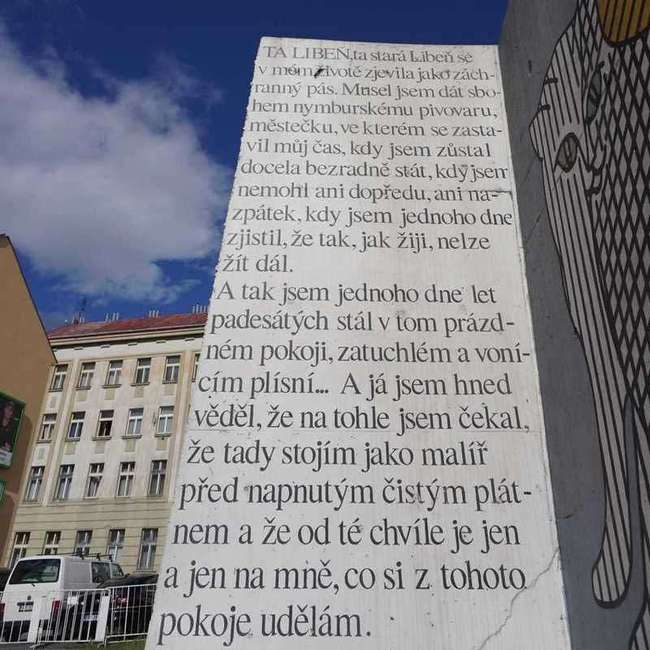 TA LIBEŇ, ta stará Libeň se
v mém životě zjevila jako zách-
ranný pás. Musel jsem dát sbo-
hem nymburskému pivovaru,
městečku, ve kterém se zasta-
vil můj čas, kdy jsem zůstal
docela bezradně stát, kdy jsem
nemohl ani dopředu, ani na-
zpátek, kdy jsem jednoho dne
zjistil, že tak, jak žiji, nelze
žít dál.
A tak jsem jednoho dne let
padesátých stál v tom prázd-
ném pokoji, zatuchlém a voní-
cím plísní... A já jsem hned
věděl, že na tohle jsem čekal,
že tady stojím jako malíř
před napnutým čistým plát-
nem a že od té chvíle je jen
a jen na mně, co si z tohoto
pokoje udělám.